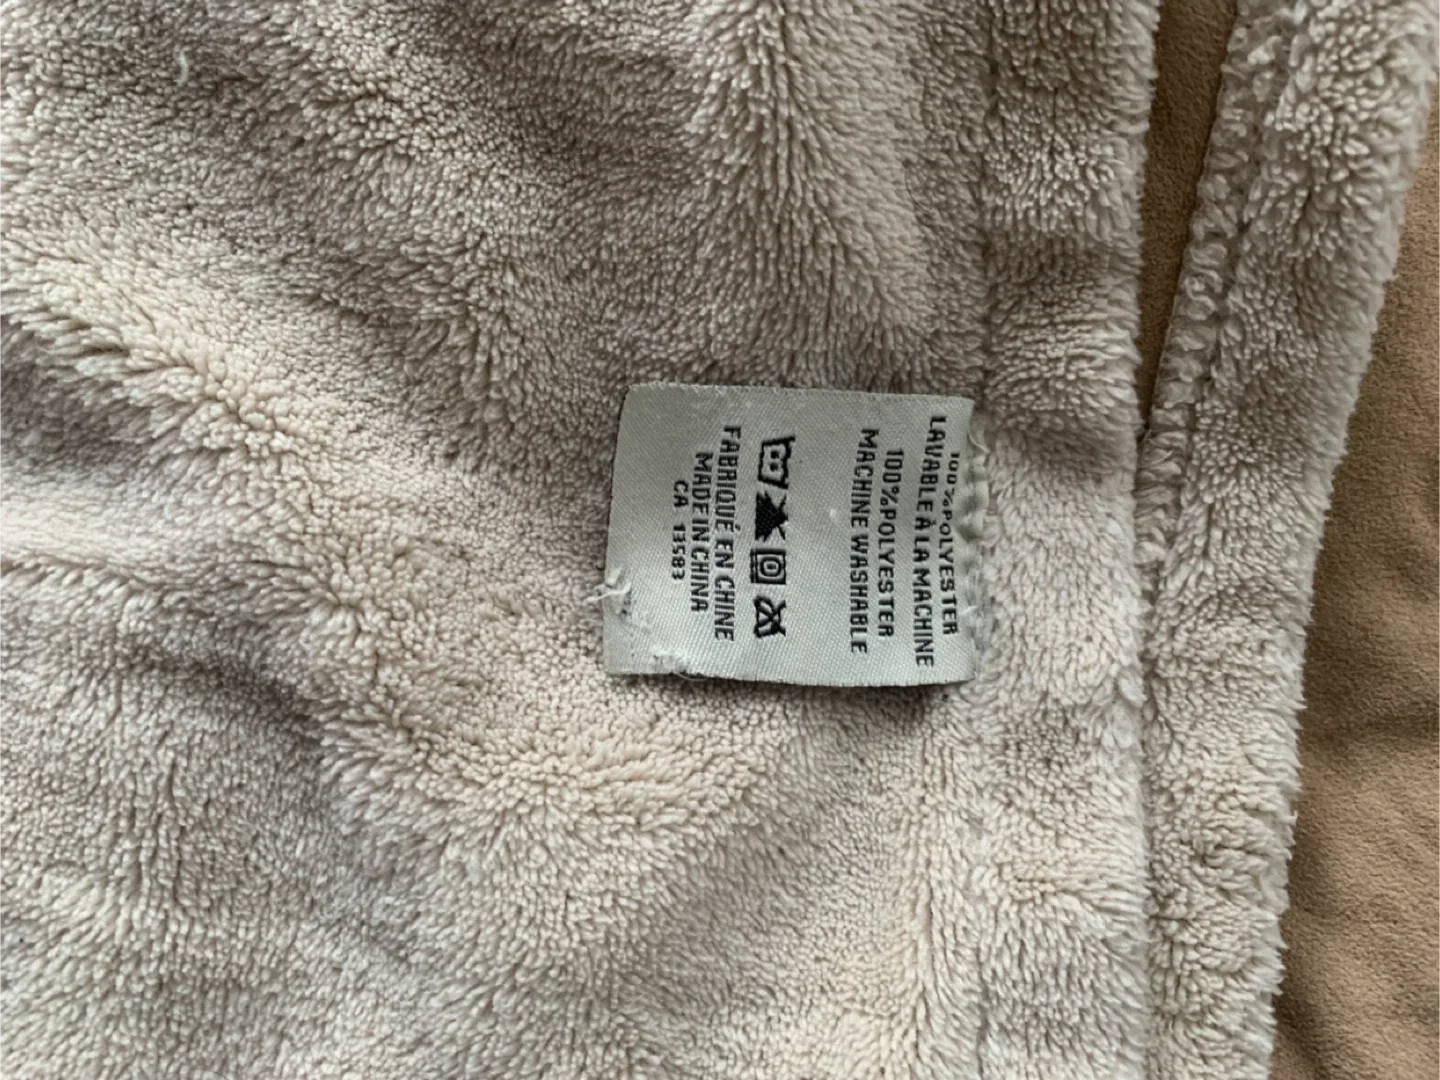 100%POLYESTER
LAVABLE À LA MACHINE
100%POLYESTER
MACHINE WASHABLE
FABRIQUÉ EN CHINE
MADE IN CHINA
CA 13583